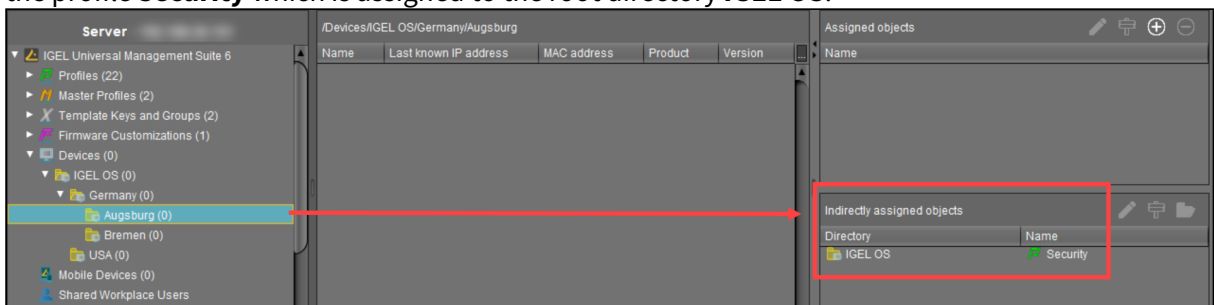 the profile Security which is assigned to the root directory IGEL OS.
Server
IGEL Universal Management Suite 6
Profiles (22)
Master Profiles (2)
Template Keys and Groups (2)
Firmware Customizations (1)
Devices (0)
IGEL OS (0)
Germany (0)
Augsburg (0)
Bremen (0)
USA (0)
Mobile Devices (0)
Shared Workplace Users
/Devices/IGEL OS/Germany/Augsburg
Name Last known IP address MAC address Product Version
Assigned objects
Name
Indirectly assigned objects
Directory Name
IGEL OS Security